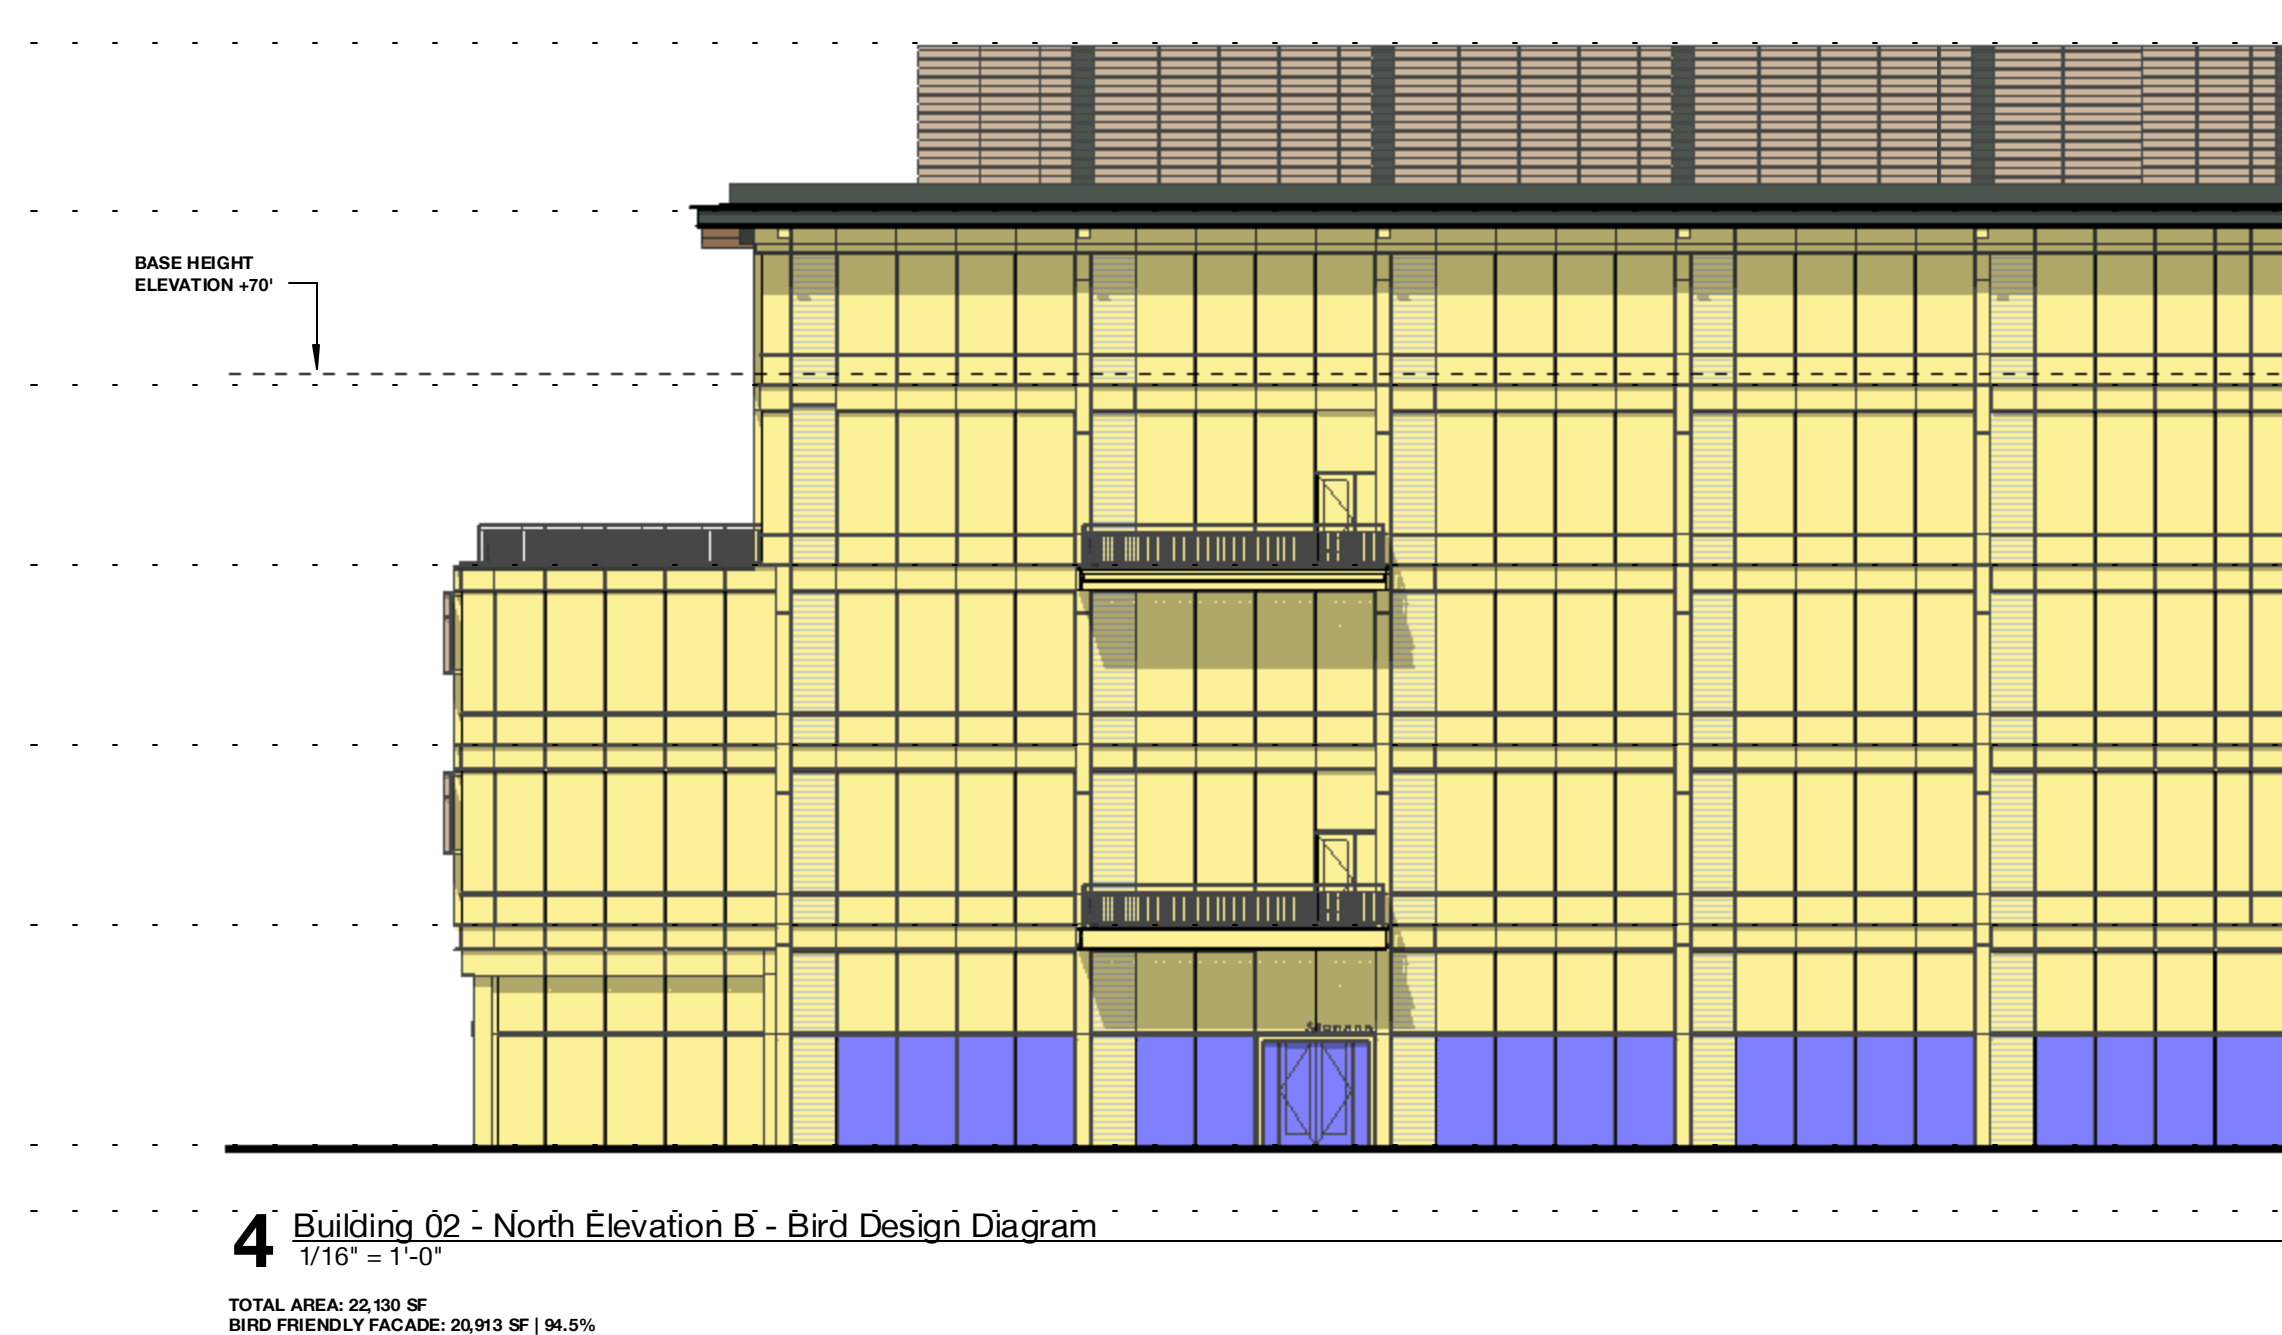 BASE HEIGHT
ELEVATION +70'
4 Building 02 - North Elevation B - Bird Design Diagram
1/16" = 1'-0"
TOTAL AREA: 22,130 SF
BIRD FRIENDLY FACADE: 20,913 SF | 94.5%